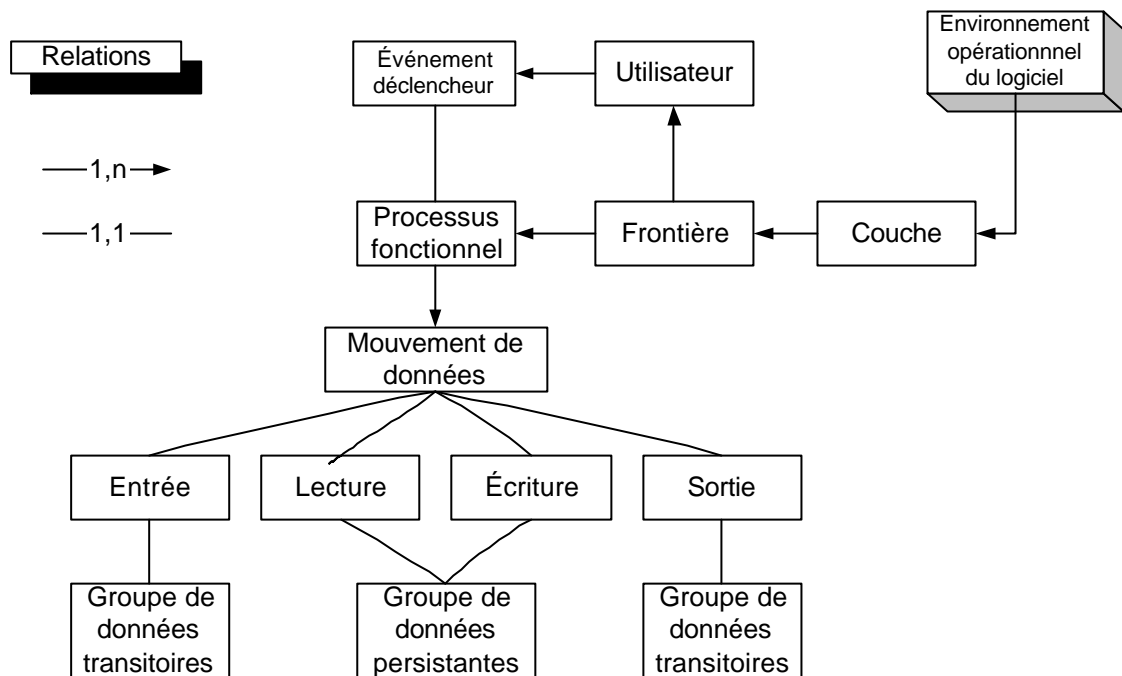 Relations
1,n
1,1
Événement
déclencheur
Utilisateur
Environnement
opérationnnel
du logiciel
Processus
fonctionnel
Frontière
Couche
Mouvement de
données
Entrée
Lecture
Écriture
Sortie
Groupe de
données
transitoires
Groupe de
données
persistantes
Groupe de
données
transitoires